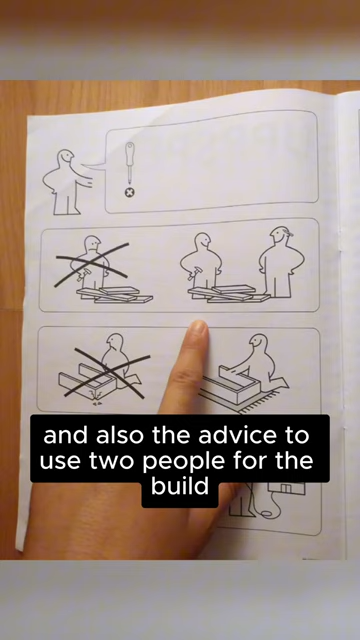 and also the advice to
use two people for the
build